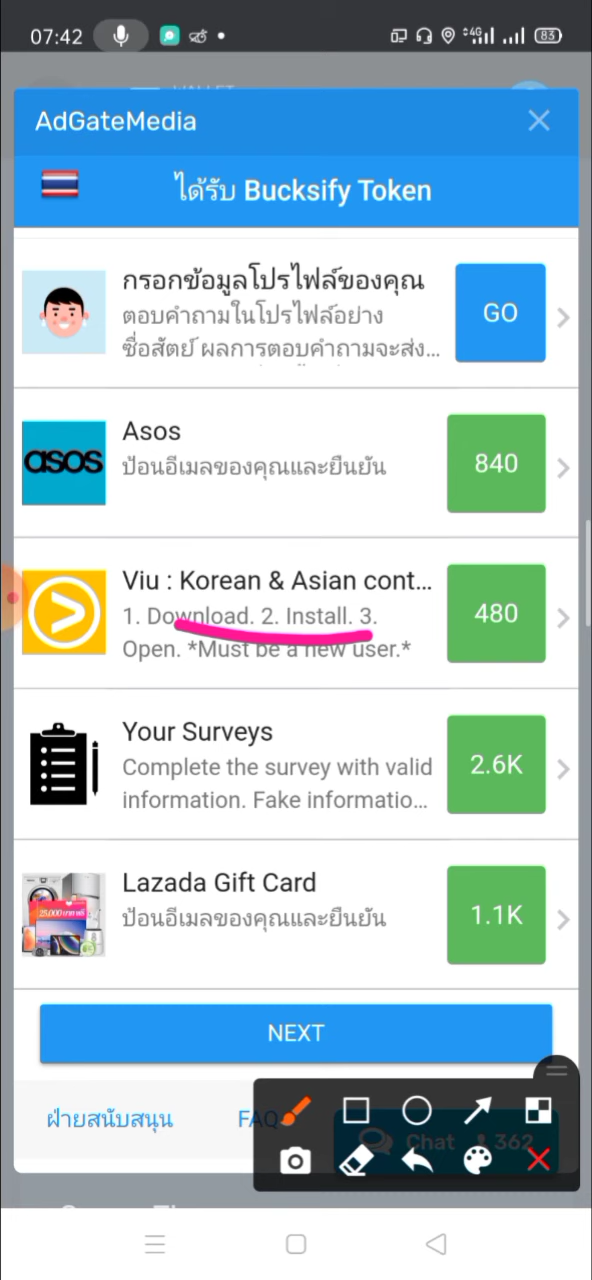 07:42
4G
83
AdGateMedia
ได้รับ Bucksify Token
กรอกข้อมูลโปรไฟล์ของคุณ
ตอบคำถามในโปรไฟล์อย่าง
ซื่อสัตย์ ผลการตอบคำถามจะส่ง...
GO
asos
Asos
ป้อนอีเมลของคุณและยืนยัน
840
Viu : Korean & Asian cont...
1. Download. 2. Install. 3.
Open. *Must be a new user.*
480
Your Surveys
Complete the survey with valid
information. Fake informatio...
2.6K
Lazada Gift Card
ป้อนอีเมลของคุณและยืนยัน
1.1K
NEXT
ฝ่ายสนับสนุน
FAQ
Chat
362